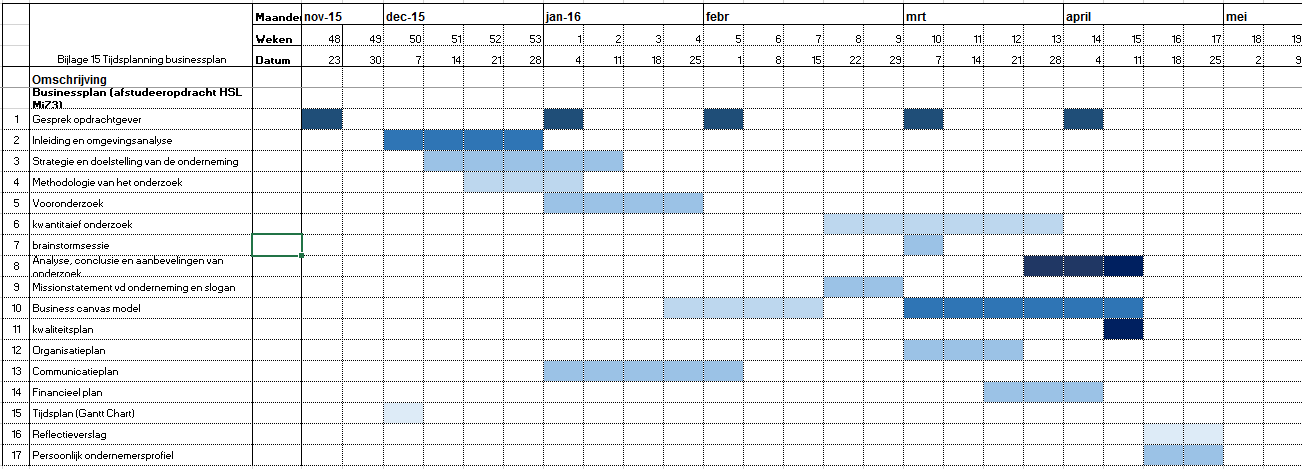 Maanden nov-15 dec-15 jan-16 febr mrt april mei
Weken 48 49 50 51 52 53 1 2 3 4 5 6 7 8 9 10 11 12 13 14 15 16 17 18 19
Bijlage 15 Tijdsplanning businessplan Datum 23 30 7 14 21 28 4 11 18 25 1 8 15 22 29 7 14 21 28 4 11 18 25 2 9
Omschrijving
Businessplan (afstudeeropdracht HSL
MiZ3)
1 Gesprek opdrachtgever
2 Inleiding en omgevingsanalyse
3 Strategie en doelstelling van de onderneming
4 Methodologie van het onderzoek
5 Vooronderzoek
6 kwantitaief onderzoek
7 brainstormsessie
8 Analyse, conclusie en aanbevelingen van
onderzoek
9 Missionstatement vd onderneming en slogan
10 Business canvas model
11 kwaliteitsplan
12 Organisatieplan
13 Communicatieplan
14 Financieel plan
15 Tijdsplan (Gantt Chart)
16 Reflectieverslag
17 Persoonlijk ondernemersprofiel